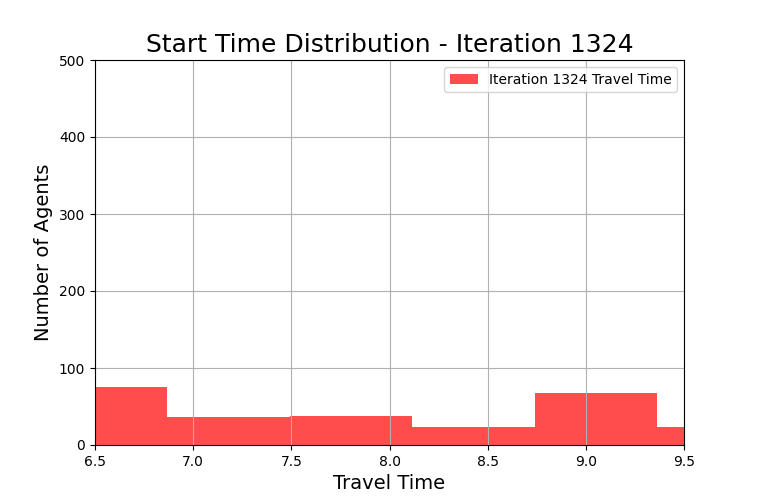 Start Time Distribution - Iteration 1324
Iteration 1324 Travel Time
Number of Agents
500
400
300
200
100
0
6.5 7.0 7.5 8.0 8.5 9.0 9.5
Travel Time